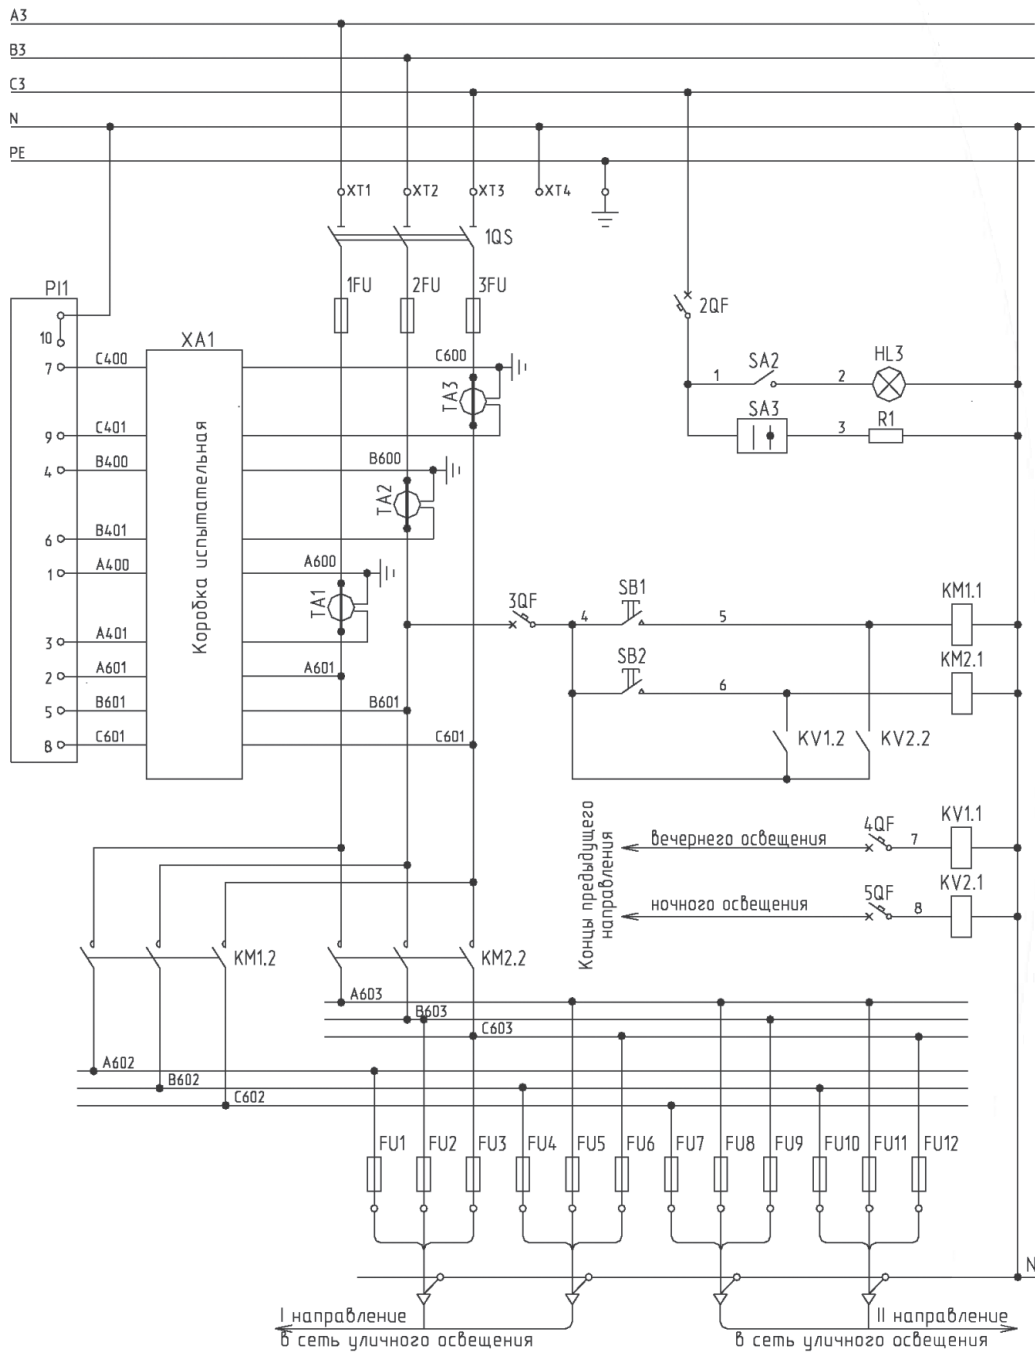 A3
B3
C3
N
PE
XT1 XT2 XT3 XT4
1QS
PI1
1FU 2FU 3FU
2QF
10
XA1
7 C400 C600
SA2 HL3
1 2
TA3
SA3 R1
3
9 C401
4 B400 B600
TA2
Коробка испытательная
6 B401
1 A400 A600
TA1
3QF 4 SB1 5 KM1.1
3 A401
SB2 6 KM2.1
2 A601 A601
5 B601 B601
8 C601 C601
KV1.2 KV2.2
Концы предыдущего
направления
вечернего освещения 4QF 7 KV1.1
ночного освещения 5QF 8 KV2.1
KM1.2 KM2.2
A603
B603
C603
A602
B602
C602
FU1 FU2 FU3 FU4 FU5 FU6 FU7 FU8 FU9 FU10 FU11 FU12
N
I направление II направление
в сеть уличного освещения в сеть уличного освещения